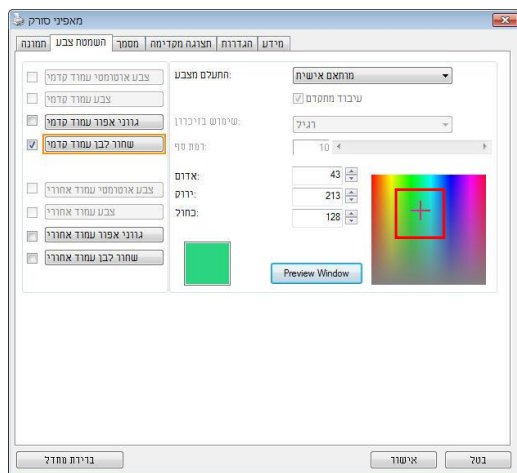 מאפיני סורק
תמונה השמטת צבע מסמך תצוגה מקדימה הגדרות מידע
צבע אוטומטי עמוד קדמי
צבע עמוד קדמי
גווני אפור עמוד קדמי
שחור לבן עמוד קדמי
צבע אוטומטי עמוד אחורי
צבע עמוד אחורי
גווני אפור עמוד אחורי
שחור לבן עמוד אחורי
התעלם מצבע: מותאם אישית
עיבוד מתקדם
שימוש בזיכרון: רגיל
רמת סף 10
אדום: 43
ירוק: 213
כחול: 128
Preview Window
ברירת מחדל אישור בטל